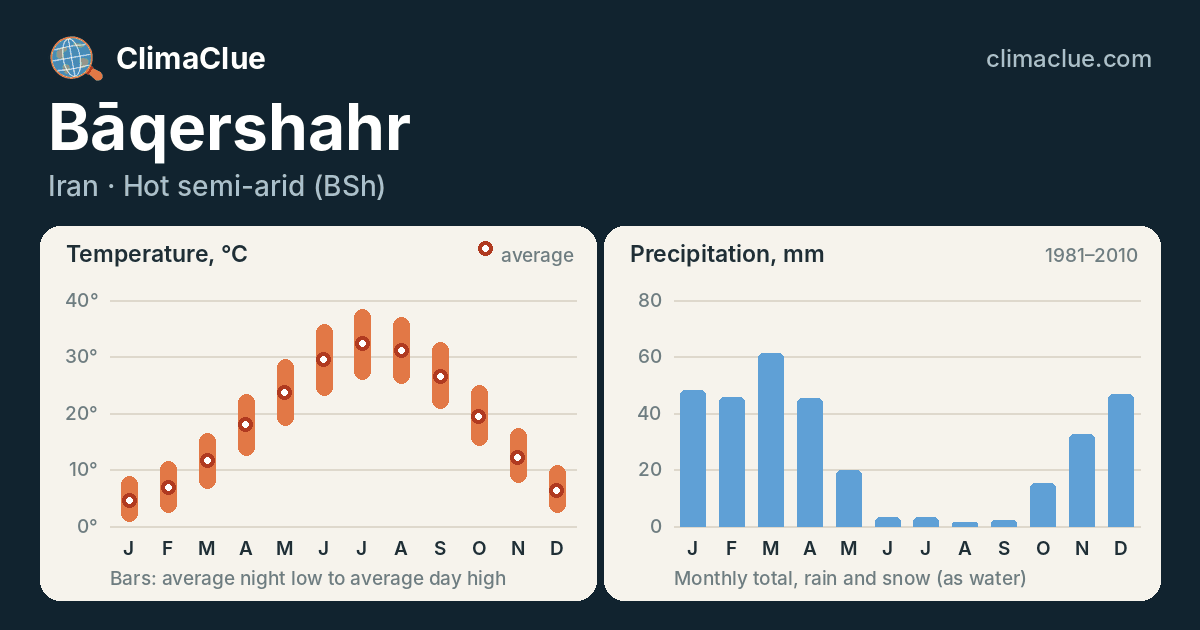 ClimaClue
climaclue.com
Bāqershahr
Iran · Hot semi-arid (BSh)
Temperature, °C
average
40°
30°
20°
10°
0°
J F M A M J J A S O N D
Bars: average night low to average day high
Precipitation, mm
1981–2010
80
60
40
20
0
J F M A M J J A S O N D
Monthly total, rain and snow (as water)